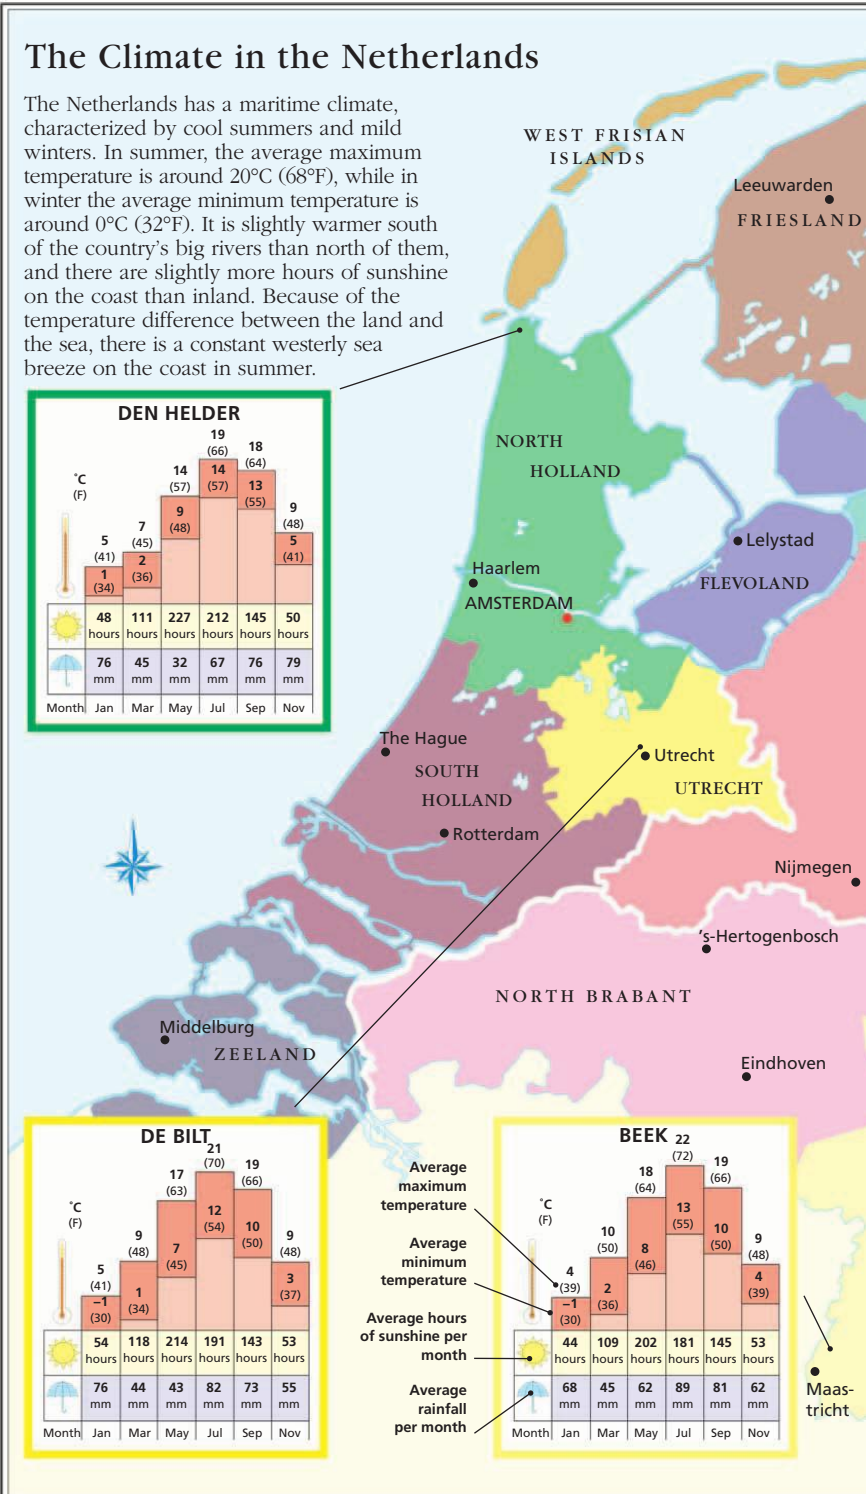 The Climate in the Netherlands
The Netherlands has a maritime climate,
characterized by cool summers and mild
winters. In summer, the average maximum
temperature is around 20°C (68°F), while in
winter the average minimum temperature is
around 0°C (32°F). It is slightly warmer south
of the country's big rivers than north of them,
and there are slightly more hours of sunshine
on the coast than inland. Because of the
temperature difference between the land and
the sea, there is a constant westerly sea
breeze on the coast in summer.
WEST FRISIAN
ISLANDS
Leeuwarden
FRIESLAND
NORTH
HOLLAND
Lelystad
FLEVOLAND
Haarlem
AMSTERDAM
The Hague
SOUTH
HOLLAND
Utrecht
UTRECHT
Rotterdam
Nijmegen
's-Hertogenbosch
NORTH BRABANT
Middelburg
ZEELAND
Eindhoven
Maas-
tricht
DEN HELDER
°C
(F)
5 7 14 19 18 9
(41) (45) (57) (66) (64) (48)
1 2 9 14 13 5
(34) (36) (48) (57) (55) (41)
48 111 227 212 145 50
hours hours hours hours hours hours
76 45 32 67 76 79
mm mm mm mm mm mm
Month Jan Mar May Jul Sep Nov
DE BILT
°C
(F)
5 9 17 21 19 9
(41) (48) (63) (70) (66) (48)
–1 1 7 12 10 3
(30) (34) (45) (54) (50) (37)
54 118 214 191 143 53
hours hours hours hours hours hours
76 44 43 82 73 55
mm mm mm mm mm mm
Month Jan Mar May Jul Sep Nov
Average
maximum
temperature
Average
minimum
temperature
Average hours
of sunshine per
month
Average
rainfall
per month
BEEK
°C
(F)
4 10 18 22 19 9
(39) (50) (64) (72) (66) (48)
–1 2 8 13 10 4
(30) (36) (46) (55) (50) (39)
44 109 202 181 145 53
hours hours hours hours hours hours
68 45 62 89 81 62
mm mm mm mm mm mm
Month Jan Mar May Jul Sep Nov